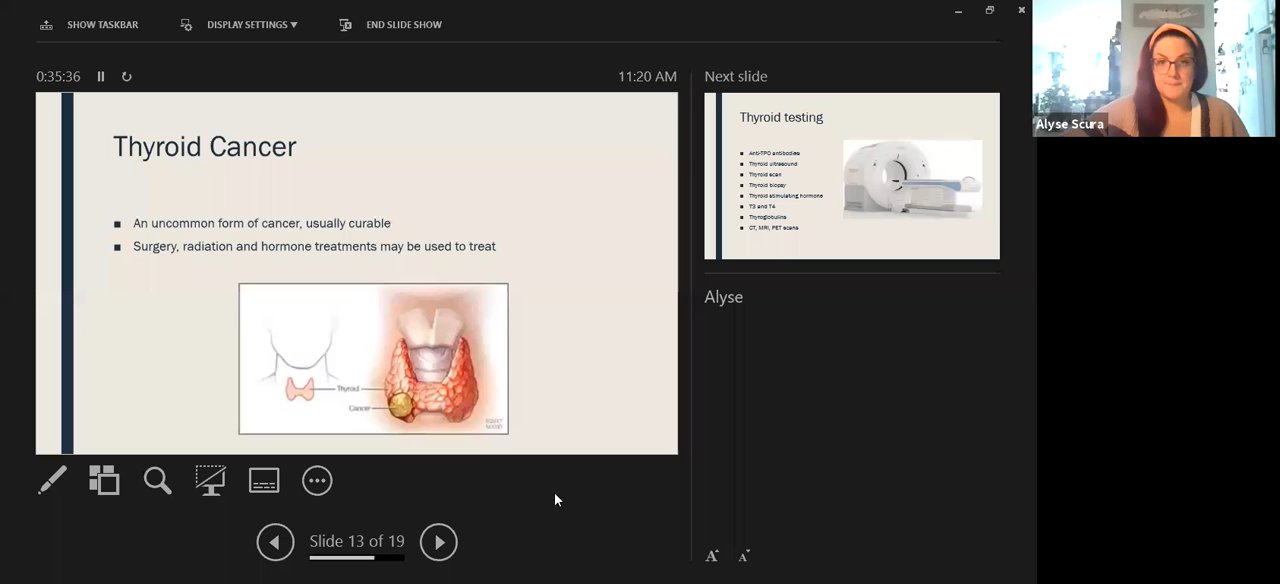 SHOW TASKBAR
DISPLAY SETTINGS ▼
END SLIDE SHOW
0:35:36
11:20 AM
Thyroid Cancer
■ An uncommon form of cancer, usually curable
■ Surgery, radiation and hormone treatments may be used to treat
Thyroid
Cancer
Slide 13 of 19
Next slide
Thyroid testing
■ Anti-TPO antibodies
■ Thyroid ultrasound
■ Thyroid scan
■ Thyroid biopsy
■ Thyroid stimulating hormone
■ T3 and T4
■ Thyroglobulins
■ CT, MRI, PET scans
Alyse
A A
Alyse Scura